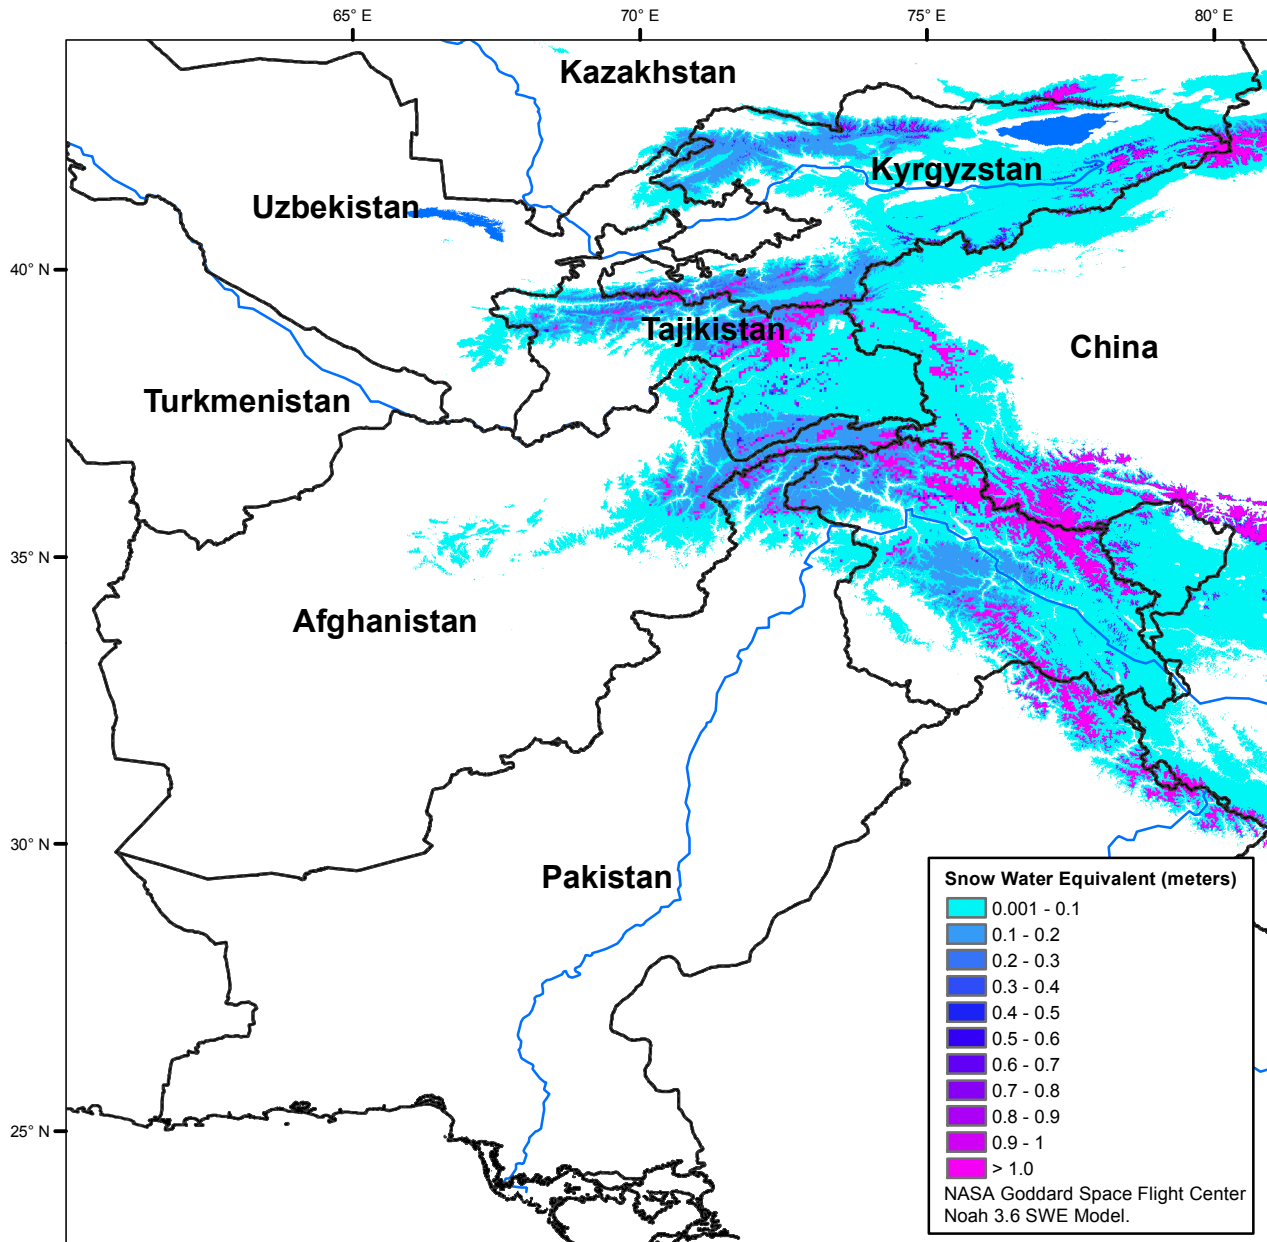 65° E
70° E
75° E
80° E
Kazakhstan
Kyrgyzstan
Uzbekistan
40° N
Tajikistan
China
Turkmenistan
35° N
Afghanistan
30° N
Pakistan
25° N
Snow Water Equivalent (meters)
0.001 - 0.1
0.1 - 0.2
0.2 - 0.3
0.3 - 0.4
0.4 - 0.5
0.5 - 0.6
0.6 - 0.7
0.7 - 0.8
0.8 - 0.9
0.9 - 1
> 1.0
NASA Goddard Space Flight Center
Noah 3.6 SWE Model.